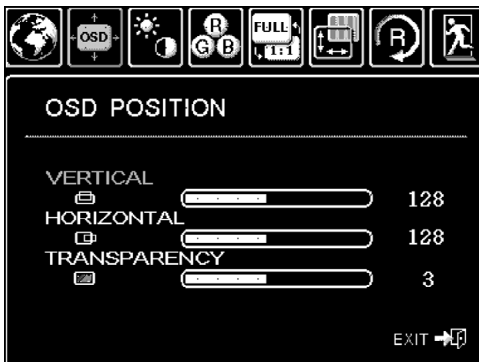 OSD
R
G B
FULL
1:1
R
OSD POSITION
VERTICAL
128
HORIZONTAL
128
TRANSPARENCY
3
EXIT